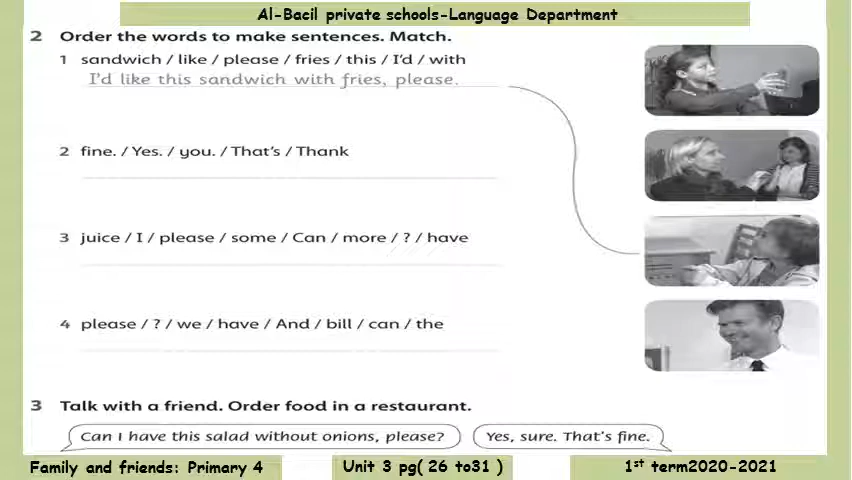 Al-Bacil private schools-Language Department
2 Order the words to make sentences. Match.
1 sandwich / like / please / fries / this / I'd / with
I'd like this sandwich with fries, please.
2 fine. / Yes. / you. / That's / Thank
3 juice / I / please / some / Can / more / ? / have
4 please / ? / we / have / And / bill / can / the
3 Talk with a friend. Order food in a restaurant.
Can I have this salad without onions, please?
Yes, sure. That's fine.
Family and friends: Primary 4
Unit 3 pg( 26 to31 )
1st term2020-2021